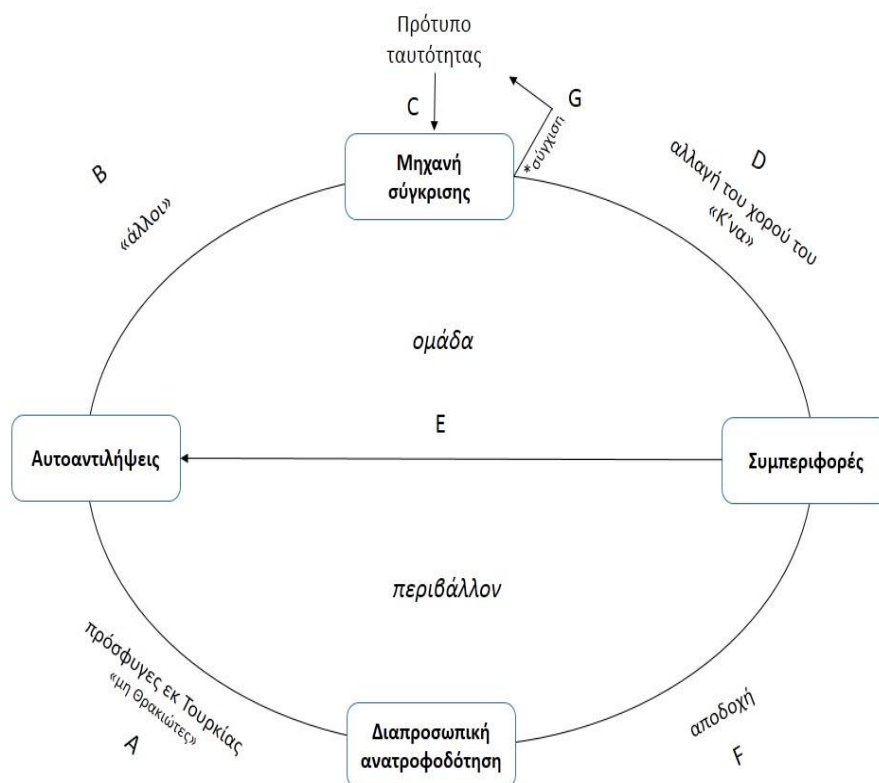 Πρότυπο
ταυτότητας
C
G
*σύγχιση
Μηχανή
σύγκρισης
B
«άλλοι»
D
αλλαγή του χορού του
«Κ'να»
ομάδα
E
Αυτοαντιλήψεις
Συμπεριφορές
περιβάλλον
πρόσφυγες εκ Τουρκίας
«μη Θρακιώτες»
A
Διαπροσωπική
ανατροφοδότηση
αποδοχή
F